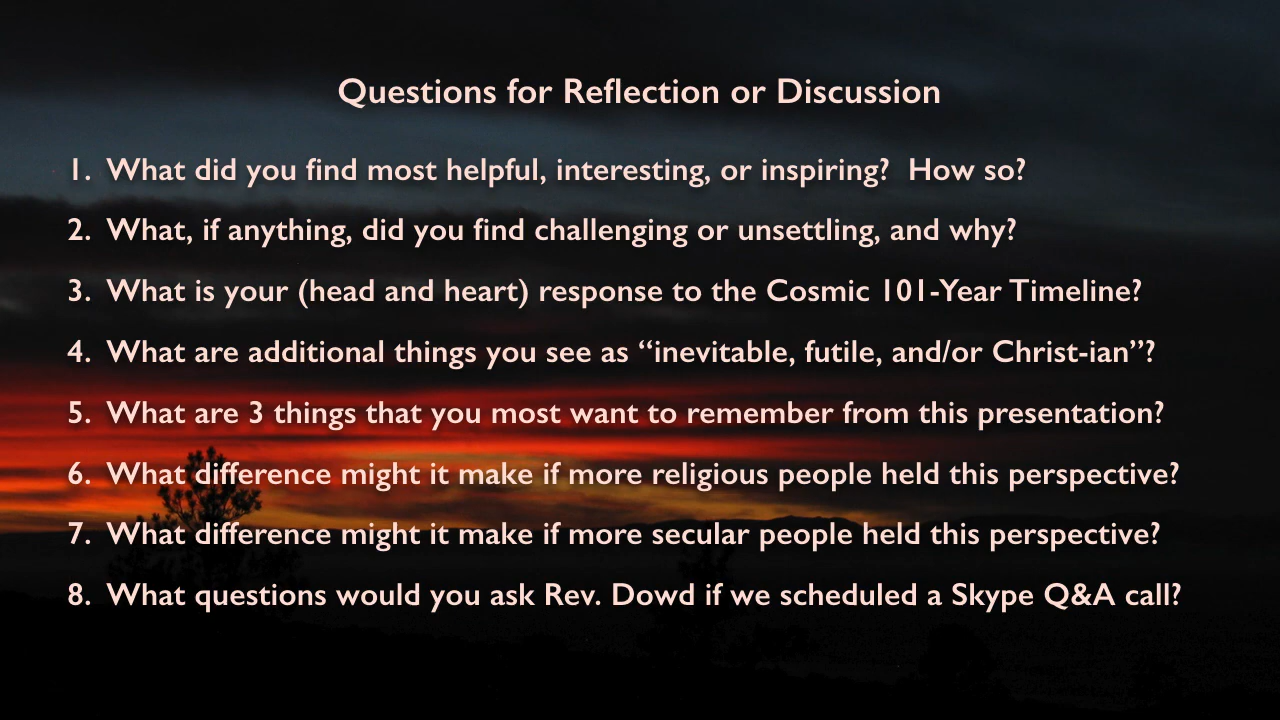 Questions for Reflection or Discussion
1. What did you find most helpful, interesting, or inspiring?  How so?
2. What, if anything, did you find challenging or unsettling, and why?
3. What is your (head and heart) response to the Cosmic 101-Year Timeline?
4. What are additional things you see as “inevitable, futile, and/or Christ-ian”?
5. What are 3 things that you most want to remember from this presentation?
6. What difference might it make if more religious people held this perspective?
7. What difference might it make if more secular people held this perspective?
8. What questions would you ask Rev. Dowd if we scheduled a Skype Q&A call?